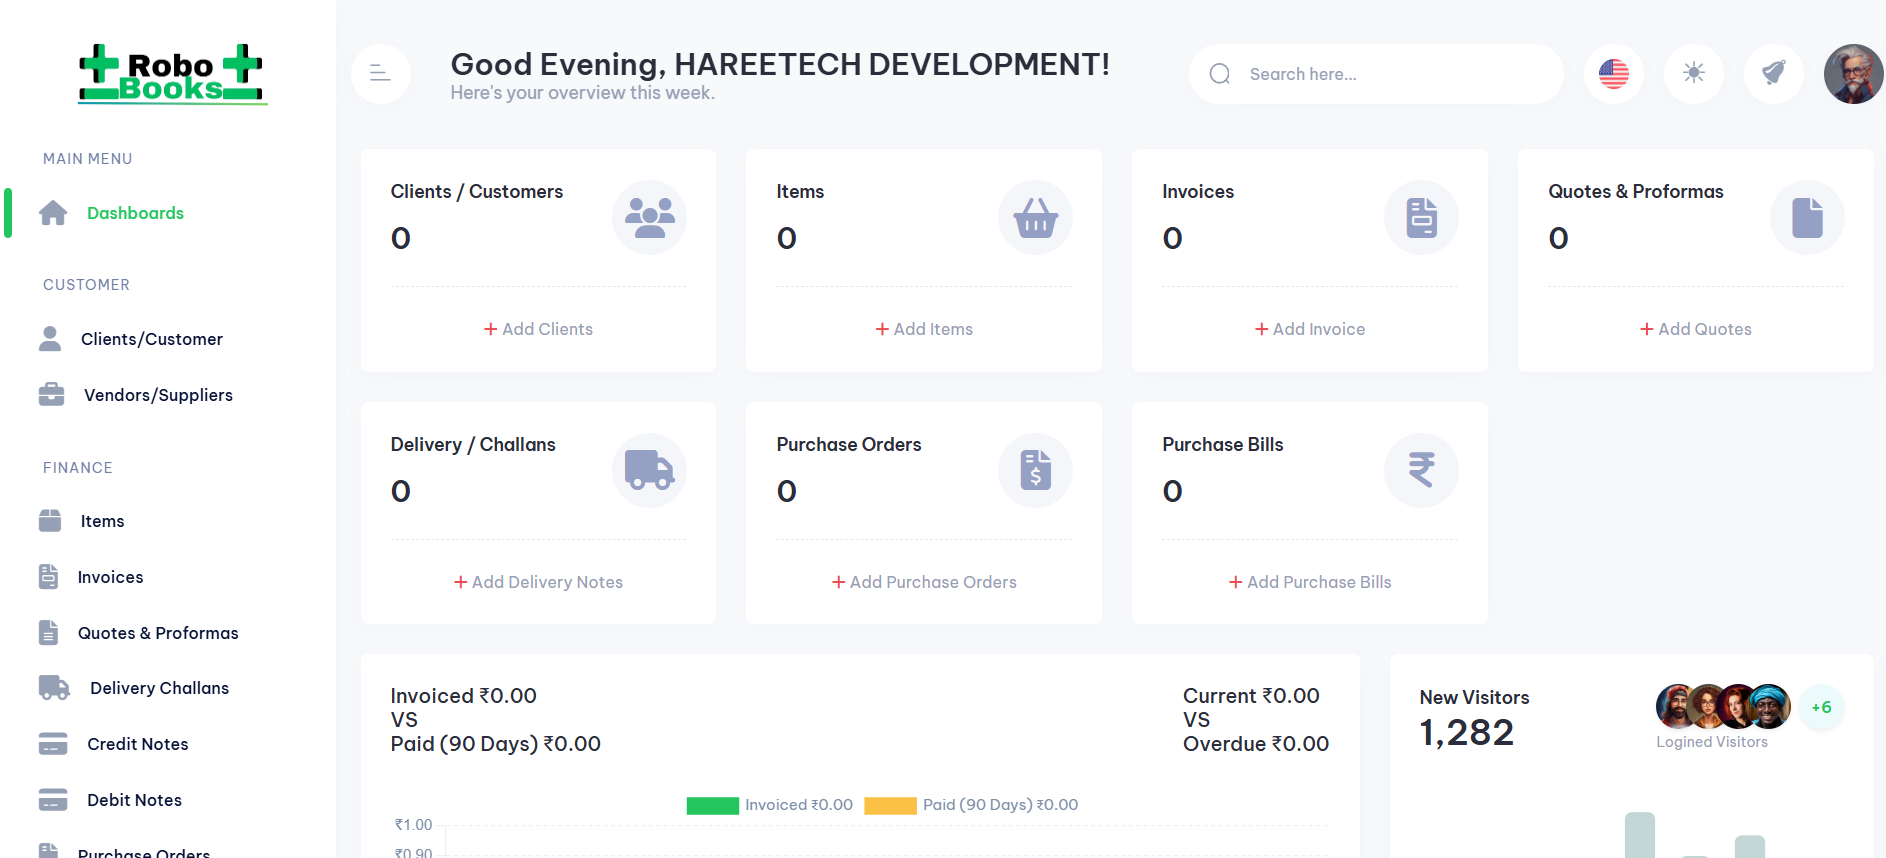 Robo
Books
MAIN MENU
Dashboards
CUSTOMER
Clients/Customer
Vendors/Suppliers
FINANCE
Items
Invoices
Quotes & Proformas
Delivery Challans
Credit Notes
Debit Notes
Purchase Orders
Good Evening, HAREETECH DEVELOPMENT!
Here's your overview this week.
Search here...
Clients / Customers
0
+ Add Clients
Items
0
+ Add Items
Invoices
0
+ Add Invoice
Quotes & Proformas
0
+ Add Quotes
Delivery / Challans
0
+ Add Delivery Notes
Purchase Orders
0
$
+ Add Purchase Orders
Purchase Bills
0
₹
+ Add Purchase Bills
Invoiced ₹0.00
VS
Paid (90 Days) ₹0.00
Current ₹0.00
VS
Overdue ₹0.00
Invoiced ₹0.00
Paid (90 Days) ₹0.00
₹1.00
₹0.90
New Visitors
1,282
+6
Logined Visitors